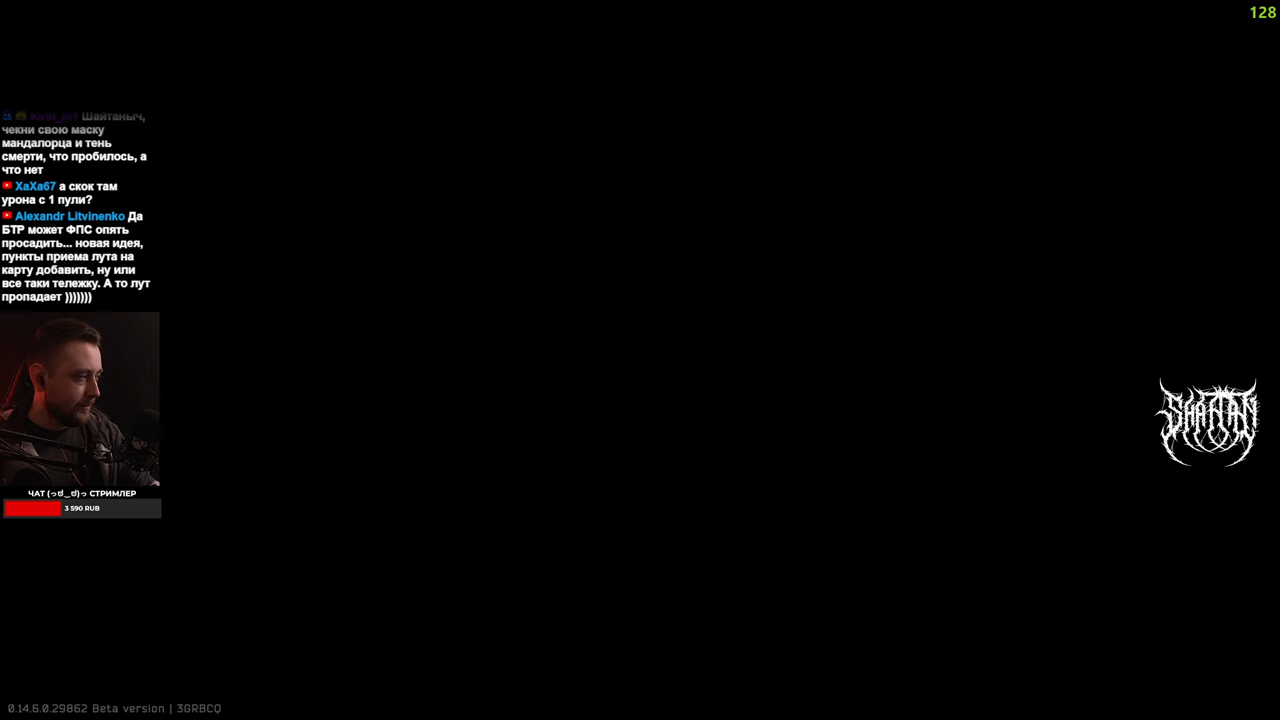 128
Шайтаныч,
чекни свою маску
мандалорца и тень
смерти, что пробилось, а
что нет
XaXa67 а скок там
урона с 1 пули?
Alexandr Litvinenko Да
БТР может ФПС опять
просадить... новая идея,
пункты приема лута на
карту добавить, ну или
все таки тележку. А то лут
пропадает )))))))
SHAITAN
ЧАТ (っಠ‿ಠ)っ СТРИМЛЕР
3 590 RUB
0.14.6.0.29862 Beta version | 3GRBCQ